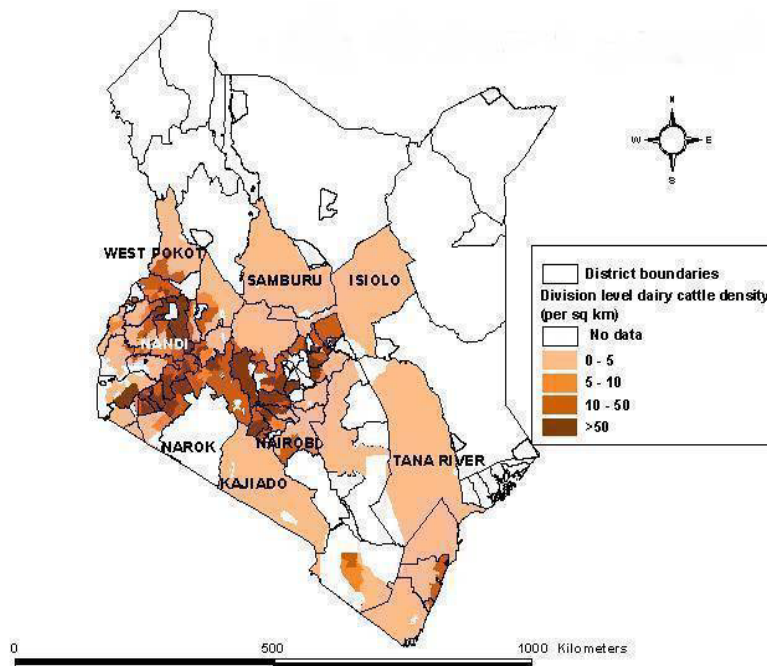 N
W E
S
WEST POKOT
SAMBURU
ISIOLO
NANDI
NAROK
NAIROBI
KAJIADO
TANA RIVER
District boundaries
Division level dairy cattle density
(per sq km)
No data
0 - 5
5 - 10
10 - 50
>50
0 500 1000 Kilometers